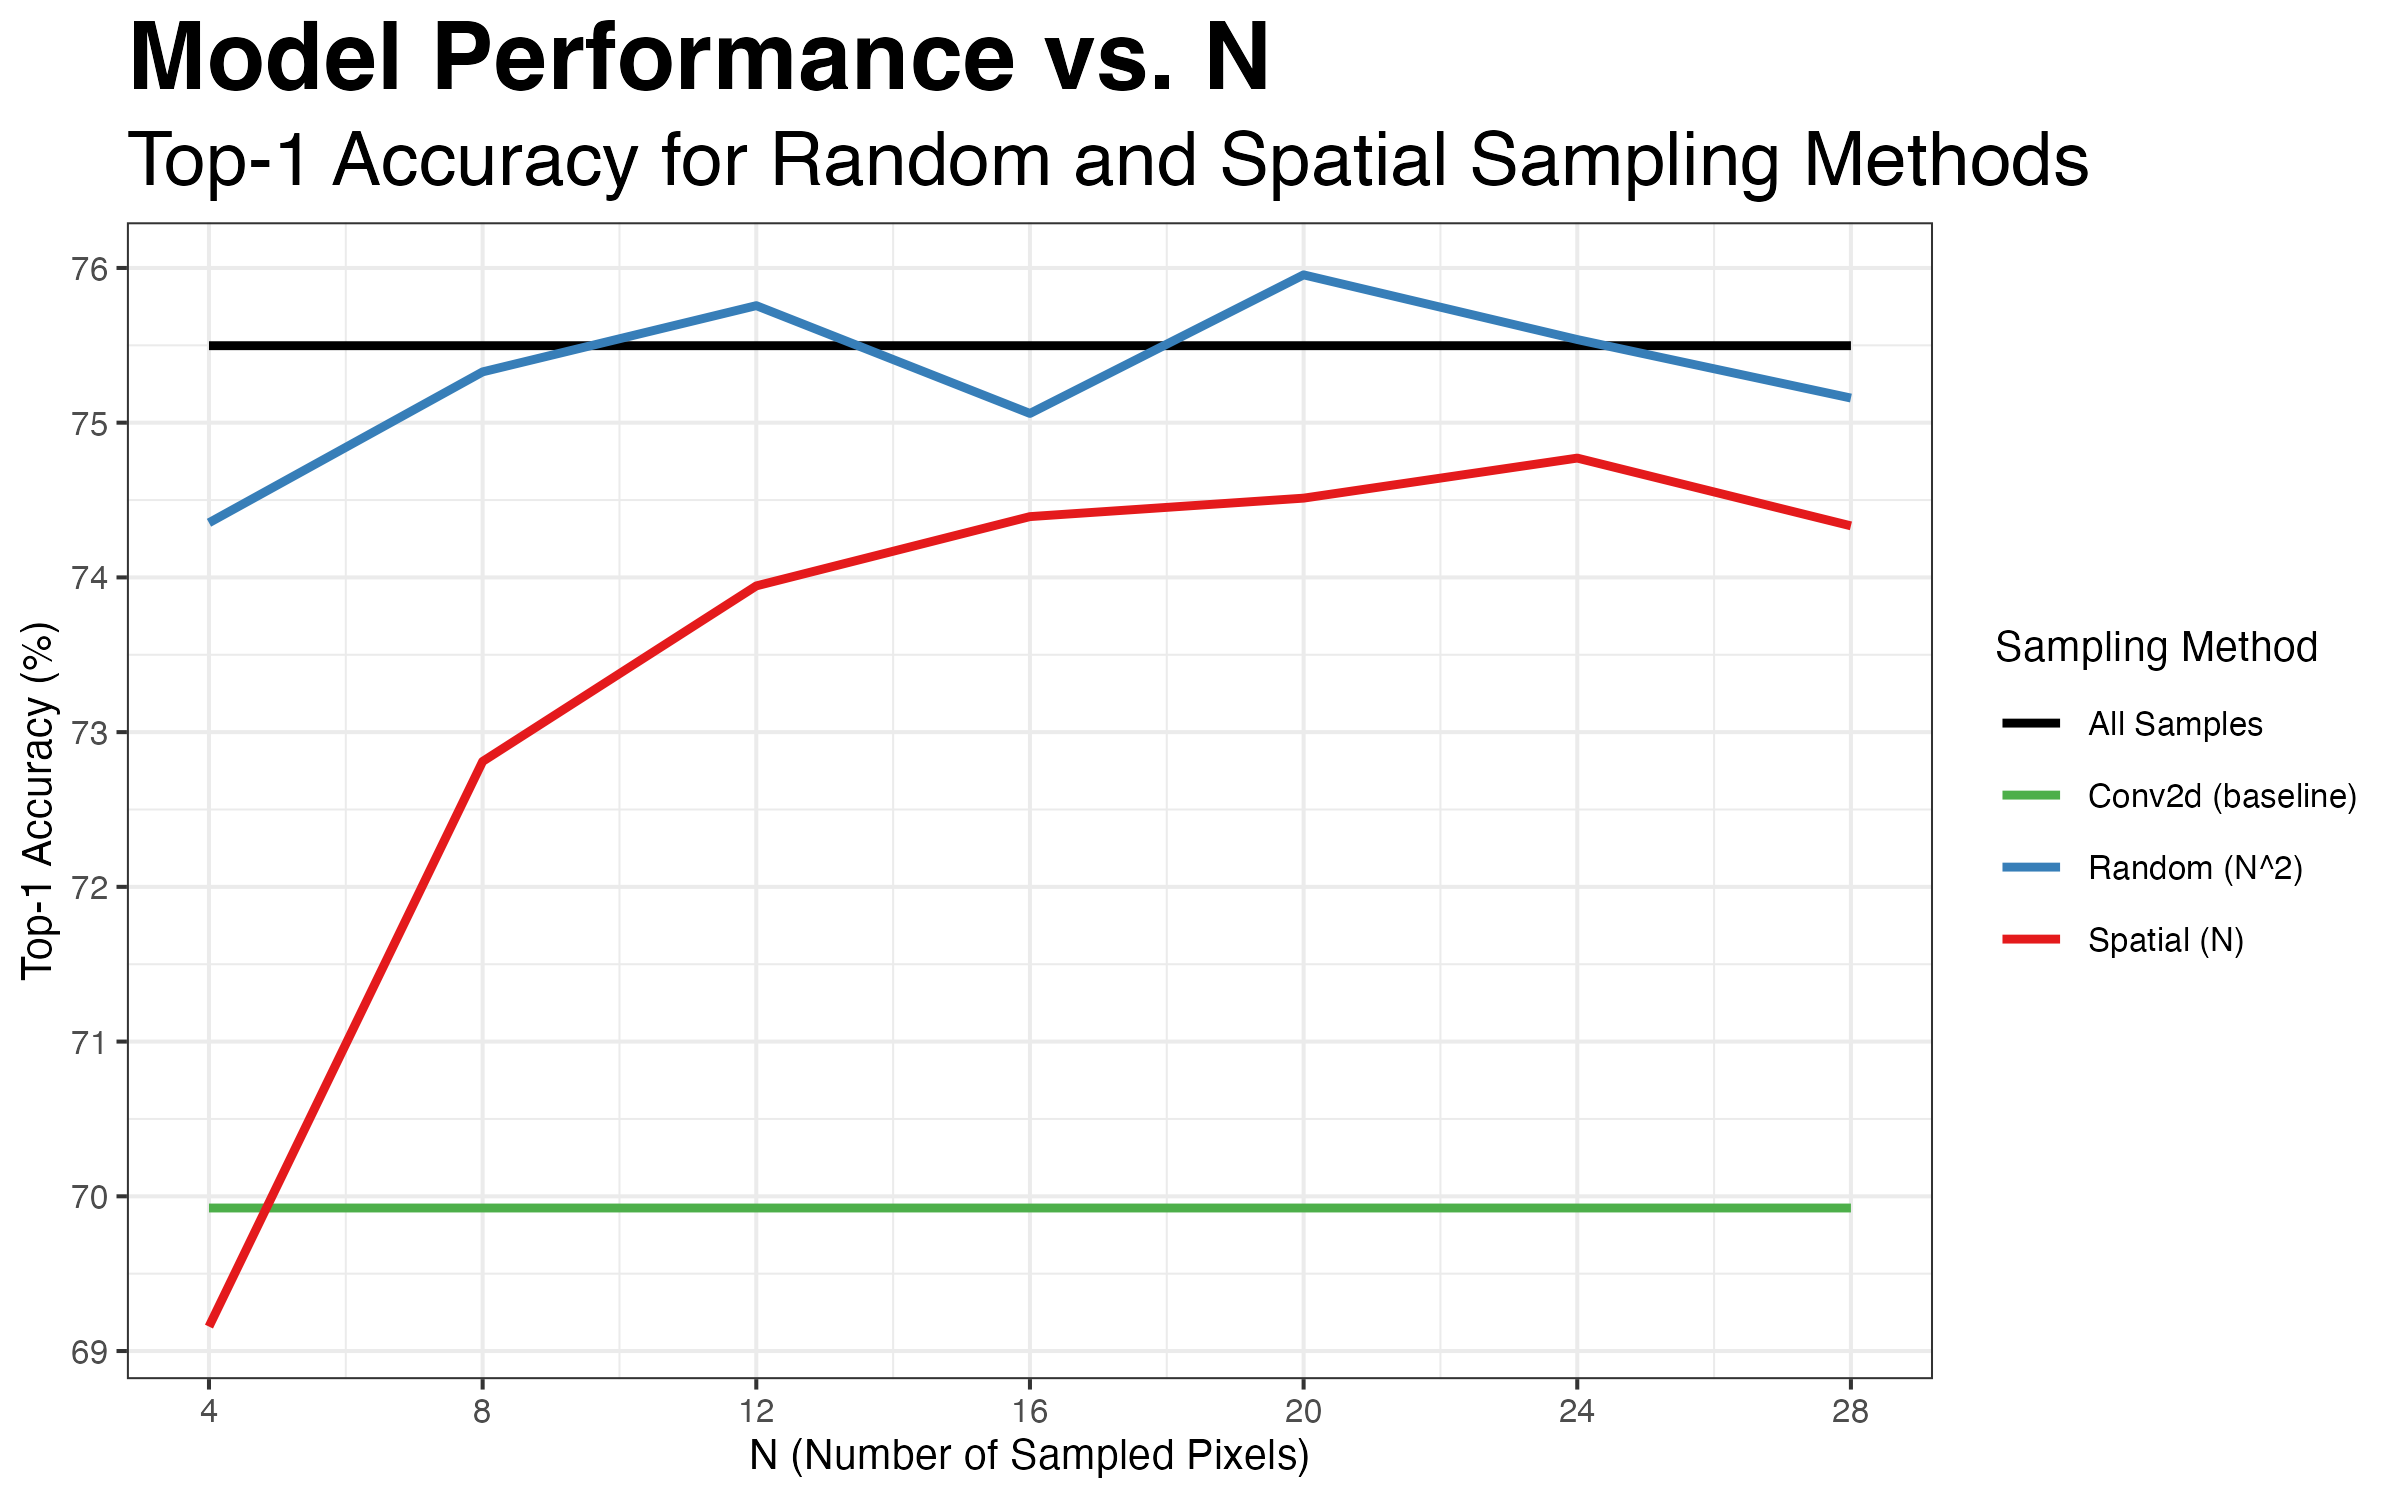 Model Performance vs. N
Top-1 Accuracy for Random and Spatial Sampling Methods
Top-1 Accuracy (%)
76
75
74
73
72
71
70
69
4 8 12 16 20 24 28
N (Number of Sampled Pixels)
Sampling Method
All Samples
Conv2d (baseline)
Random (N^2)
Spatial (N)